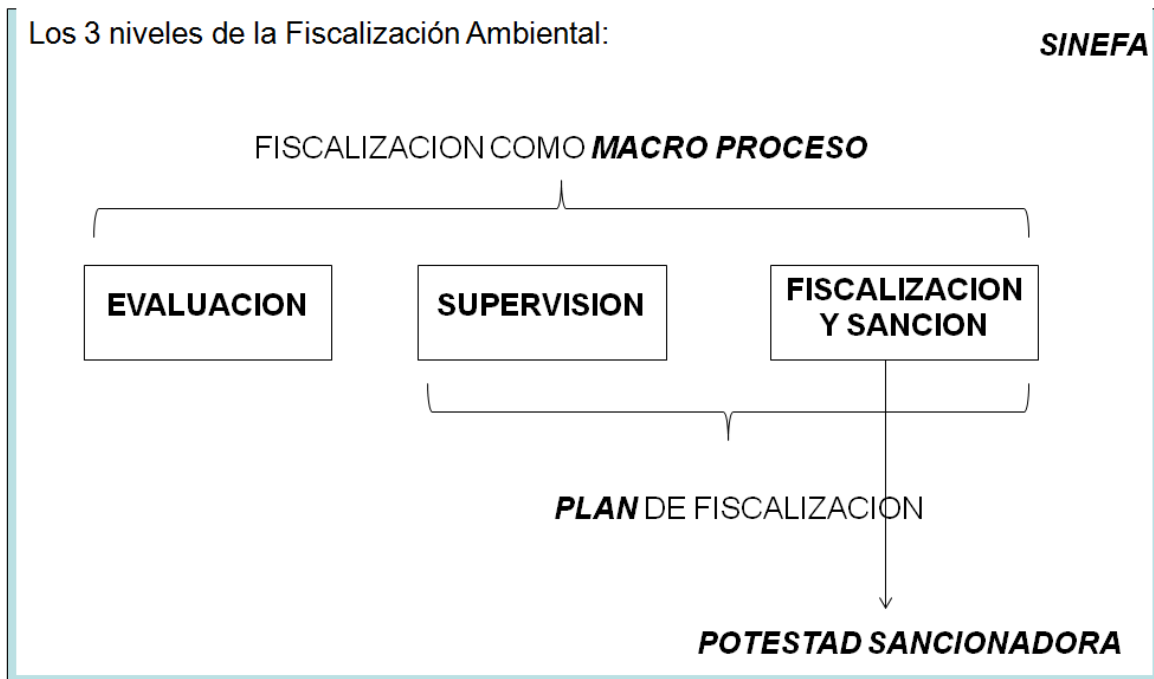 Los 3 niveles de la Fiscalización Ambiental:
SINEFA
FISCALIZACION COMO MACRO PROCESO
EVALUACION
SUPERVISION
FISCALIZACION
Y SANCION
PLAN DE FISCALIZACION
POTESTAD SANCIONADORA